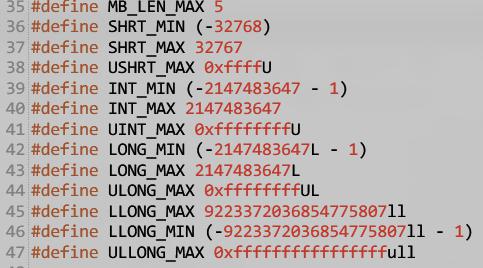 35 #define MB_LEN_MAX 5
36 #define SHRT_MIN (-32768)
37 #define SHRT_MAX 32767
38 #define USHRT_MAX 0xffffU
39 #define INT_MIN (-2147483647 - 1)
40 #define INT_MAX 2147483647
41 #define UINT_MAX 0xffffffffU
42 #define LONG_MIN (-2147483647L - 1)
43 #define LONG_MAX 2147483647L
44 #define ULONG_MAX 0xffffffffUL
45 #define LLONG_MAX 9223372036854775807ll
46 #define LLONG_MIN (-9223372036854775807ll - 1)
47 #define ULLONG_MAX 0xffffffffffffffffull